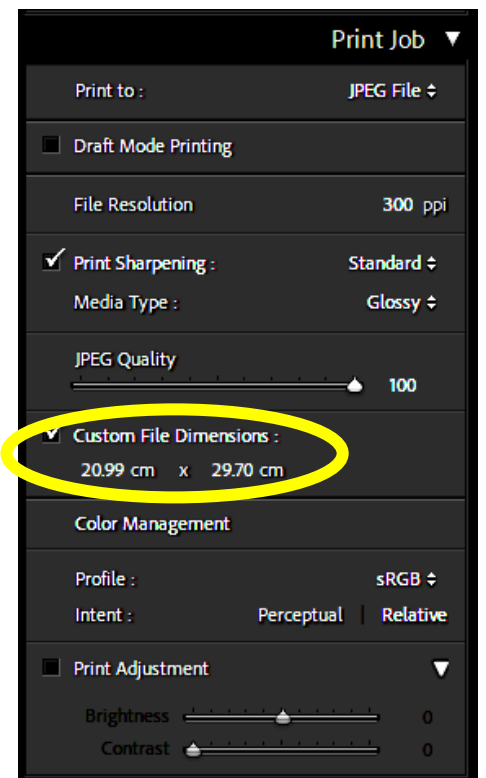 Print Job
Print to : JPEG File
Draft Mode Printing
File Resolution 300 ppi
Print Sharpening : Standard
Media Type : Glossy
JPEG Quality
100
Custom File Dimensions :
20.99 cm x 29.70 cm
Color Management
Profile : sRGB
Intent : Perceptual | Relative
Print Adjustment
Brightness 0
Contrast 0